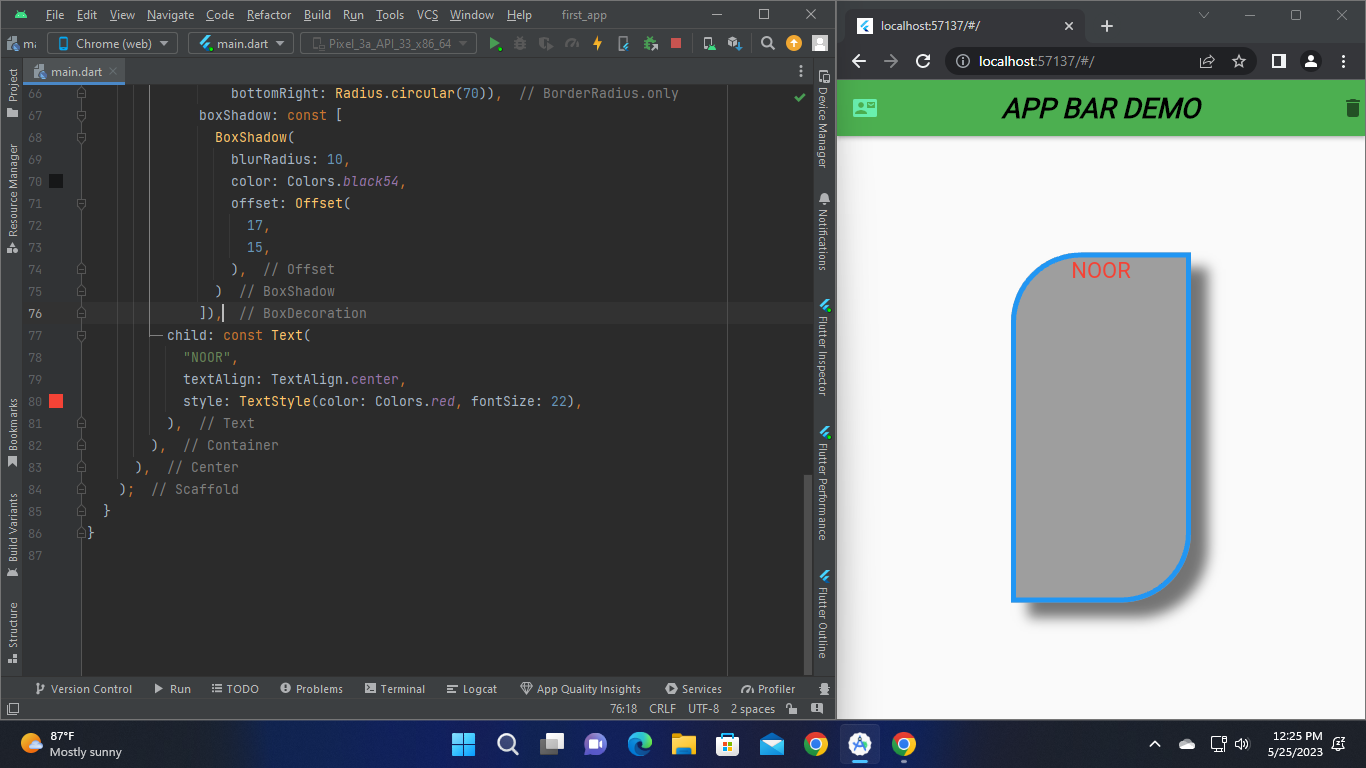 File Edit View Navigate Code Refactor Build Run Tools VCS Window Help first_app
ma Chrome (web) main.dart Pixel_3a_API_33_x86_64
main.dart
Project
Resource Manager
Bookmarks
Build Variants
Structure
66 bottomRight: Radius.circular(70)), // BorderRadius.only
67 boxShadow: const [
68 BoxShadow(
69 blurRadius: 10,
70 color: Colors.black54,
71 offset: Offset(
72 17,
73 15,
74 ), // Offset
75 ) // BoxShadow
76 ]), // BoxDecoration
77 child: const Text(
78 "NOOR",
79 textAlign: TextAlign.center,
80 style: TextStyle(color: Colors.red, fontSize: 22),
81 ), // Text
82 ), // Container
83 ), // Center
84 ); // Scaffold
85 }
86 }
87
Device Manager
Notifications
Flutter Inspector
Flutter Performance
Flutter Outline
Version Control Run TODO Problems Terminal Logcat App Quality Insights Services Profiler
76:18 CRLF UTF-8 2 spaces
localhost:57137/#/
localhost:57137/#/
APP BAR DEMO
NOOR
87°F
Mostly sunny
12:25 PM
5/25/2023